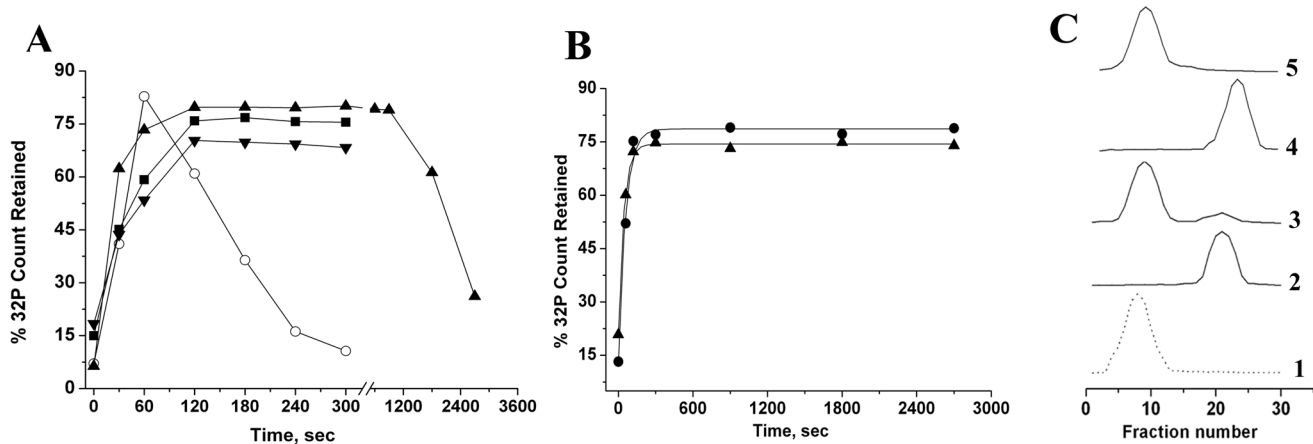 A
% 32P Count Retained
90
75
60
45
30
15
0
0 60 120 180 240 300 1200 2400 3600
Time, sec
B
% 32P Count Retained
90
75
60
45
30
15
0 600 1200 1800 2400 3000
Time, sec
C
5
4
3
2
1
0 10 20 30
Fraction number